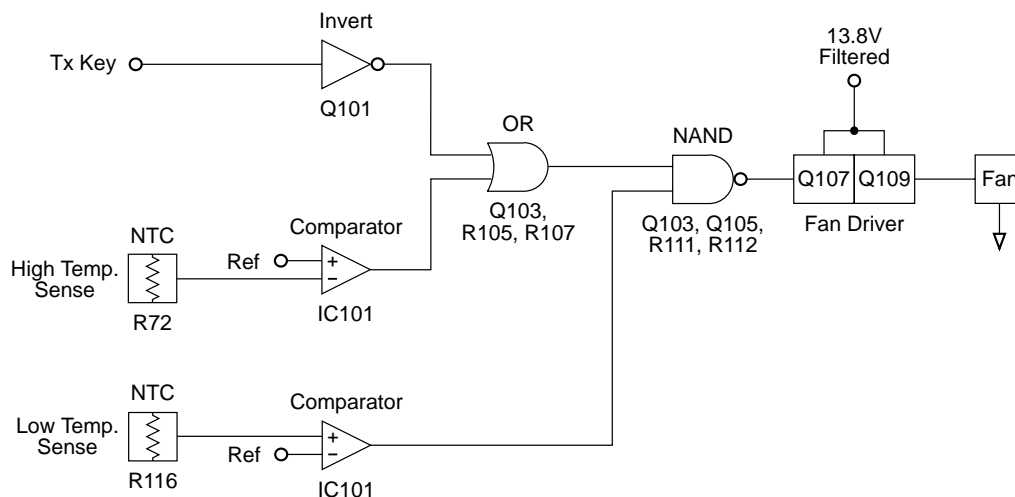 Invert
Tx Key
Q101
13.8V
Filtered
OR
NAND
Q107
Q109
Fan
Q103,
R105, R107
Q103, Q105,
R111, R112
Fan Driver
NTC
Comparator
High Temp.
Sense
Ref
+
−
R72
IC101
NTC
Comparator
Low Temp.
Sense
+
Ref
−
R116
IC101